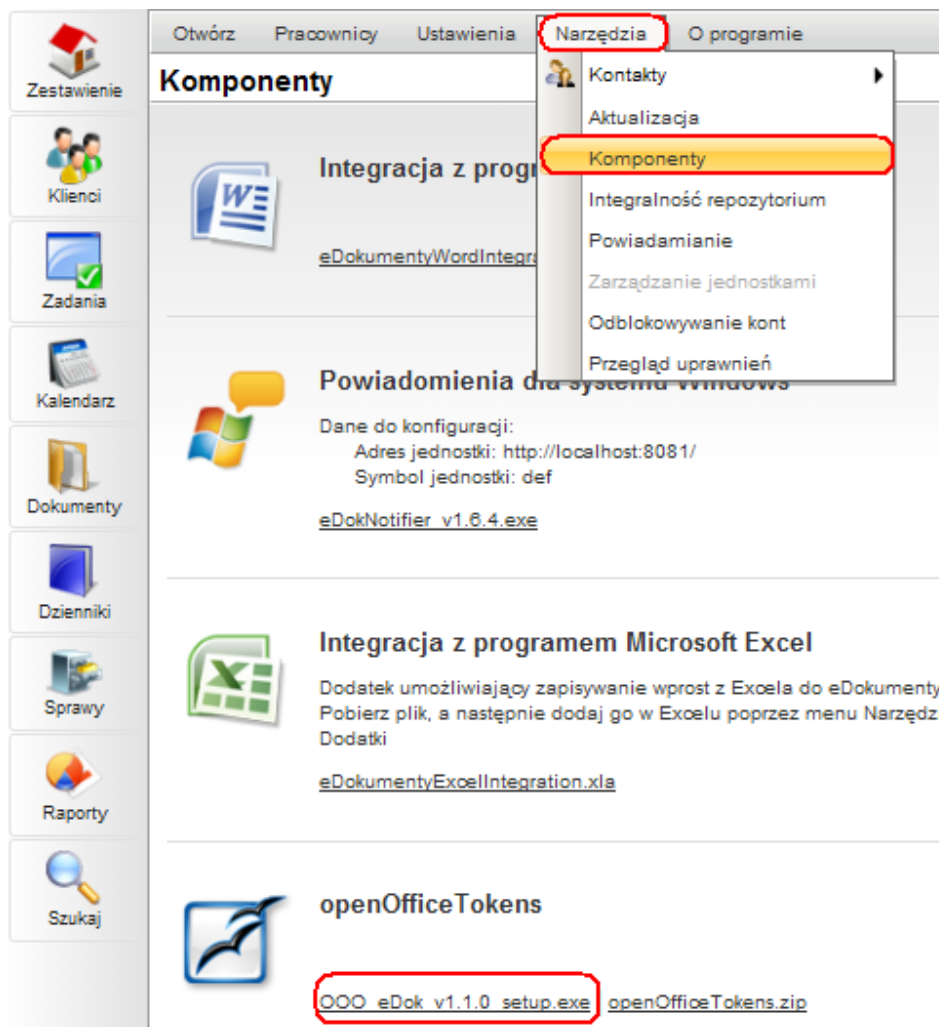 Otwórz Pracownicy Ustawienia Narzędzia O programie
Komponenty
Kontakty
Aktualizacja
Komponenty
Integralność repozytorium
Powiadamianie
Zarządzanie jednostkami
Odblokowywanie kont
Przegląd uprawnień
Zestawienie
Klienci
Zadania
Kalendarz
Dokumenty
Dzienniki
Sprawy
Raporty
Szukaj
Integracja z progr
eDokumentyWordIntegra
Powiadomienia dla systemu Windows
Dane do konfiguracji:
Adres jednostki: http://localhost:8081/
Symbol jednostki: def
eDokNotifier_v1.6.4.exe
Integracja z programem Microsoft Excel
Dodatek umożliwiający zapisywanie wprost z Excela do eDokumenty
Pobierz plik, a następnie dodaj go w Excelu poprzez menu Narzędz
Dodatki
eDokumentyExcelIntegration.xla
openOfficeTokens
OOO_eDok_v1.1.0_setup.exe openOfficeTokens.zip